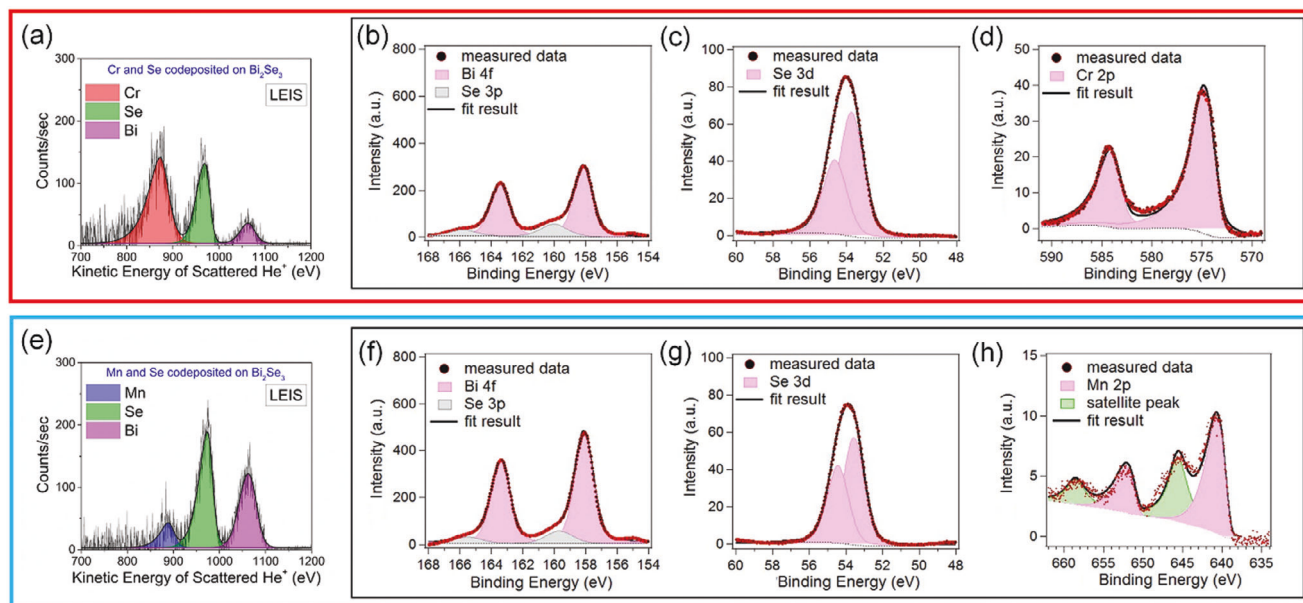 (a)
Cr and Se codeposited on Bi2Se3
LEIS
Cr
Se
Bi
300
200
100
0
Counts/sec
700 800 900 1000 1100 1200
Kinetic Energy of Scattered He+ (eV)
(b)
measured data
Bi 4f
Se 3p
fit result
800
600
400
200
0
Intensity (a.u.)
168 166 164 162 160 158 156 154
Binding Energy (eV)
(c)
measured data
Se 3d
fit result
100
80
60
40
20
0
Intensity (a.u.)
60 58 56 54 52 50 48
Binding Energy (eV)
(d)
measured data
Cr 2p
fit result
50
40
30
20
10
0
Intensity (a.u.)
590 585 580 575 570
Binding Energy (eV)
(e)
Mn and Se codeposited on Bi2Se3
LEIS
Mn
Se
Bi
300
200
100
0
Counts/sec
700 800 900 1000 1100 1200
Kinetic Energy of Scattered He+ (eV)
(f)
measured data
Bi 4f
Se 3p
fit result
800
600
400
200
0
Intensity (a.u.)
168 166 164 162 160 158 156 154
Binding Energy (eV)
(g)
measured data
Se 3d
fit result
100
80
60
40
20
0
Intensity (a.u.)
60 58 56 54 52 50 48
Binding Energy (eV)
(h)
measured data
Mn 2p
satellite peak
fit result
15
10
5
0
Intensity (a.u.)
660 655 650 645 640 635
Binding Energy (eV)